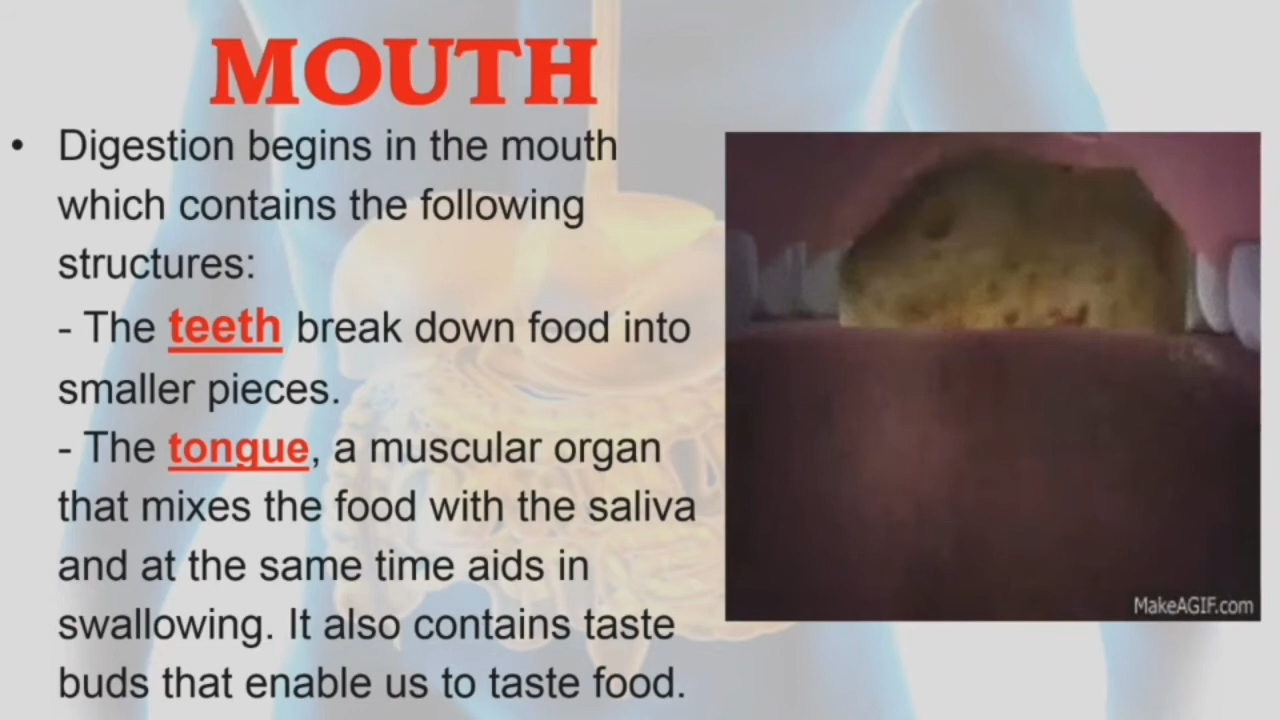 MOUTH
• Digestion begins in the mouth
which contains the following
structures:
- The teeth break down food into
smaller pieces.
- The tongue, a muscular organ
that mixes the food with the saliva
and at the same time aids in
swallowing. It also contains taste
buds that enable us to taste food.
MakeAGIF.com